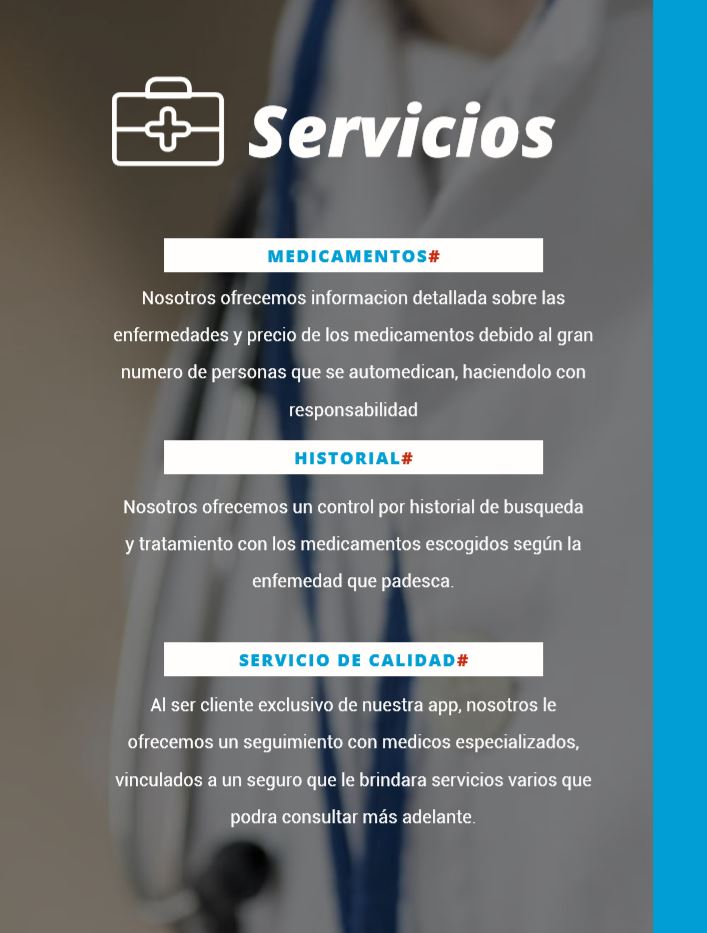 Servicios
MEDICAMENTOS#
Nosotros ofrecemos informacion detallada sobre las
enfermedades y precio de los medicamentos debido al gran
numero de personas que se automedican, haciendolo con
responsabilidad
HISTORIAL#
Nosotros ofrecemos un control por historial de busqueda
y tratamiento con los medicamentos escogidos según la
enfemedad que padesca.
SERVICIO DE CALIDAD#
Al ser cliente exclusivo de nuestra app, nosotros le
ofrecemos un seguimiento con medicos especializados,
vinculados a un seguro que le brindara servicios varios que
podra consultar más adelante.